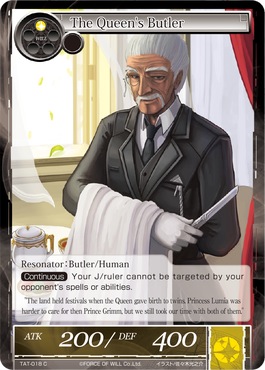 The Queen's Butler
WILL
Resonator : Butler/Human
Continuous Your J/ruler cannot be targeted by your
opponent's spells or abilities.
"The land held festivals when the Queen gave birth to twins. Princess Lumia was
harder to care for then Prince Grimm, but we still took our time with both of them."
ATK 200 / DEF 400
TAT-018 C ©FORCE OF WILL Co.,Ltd.